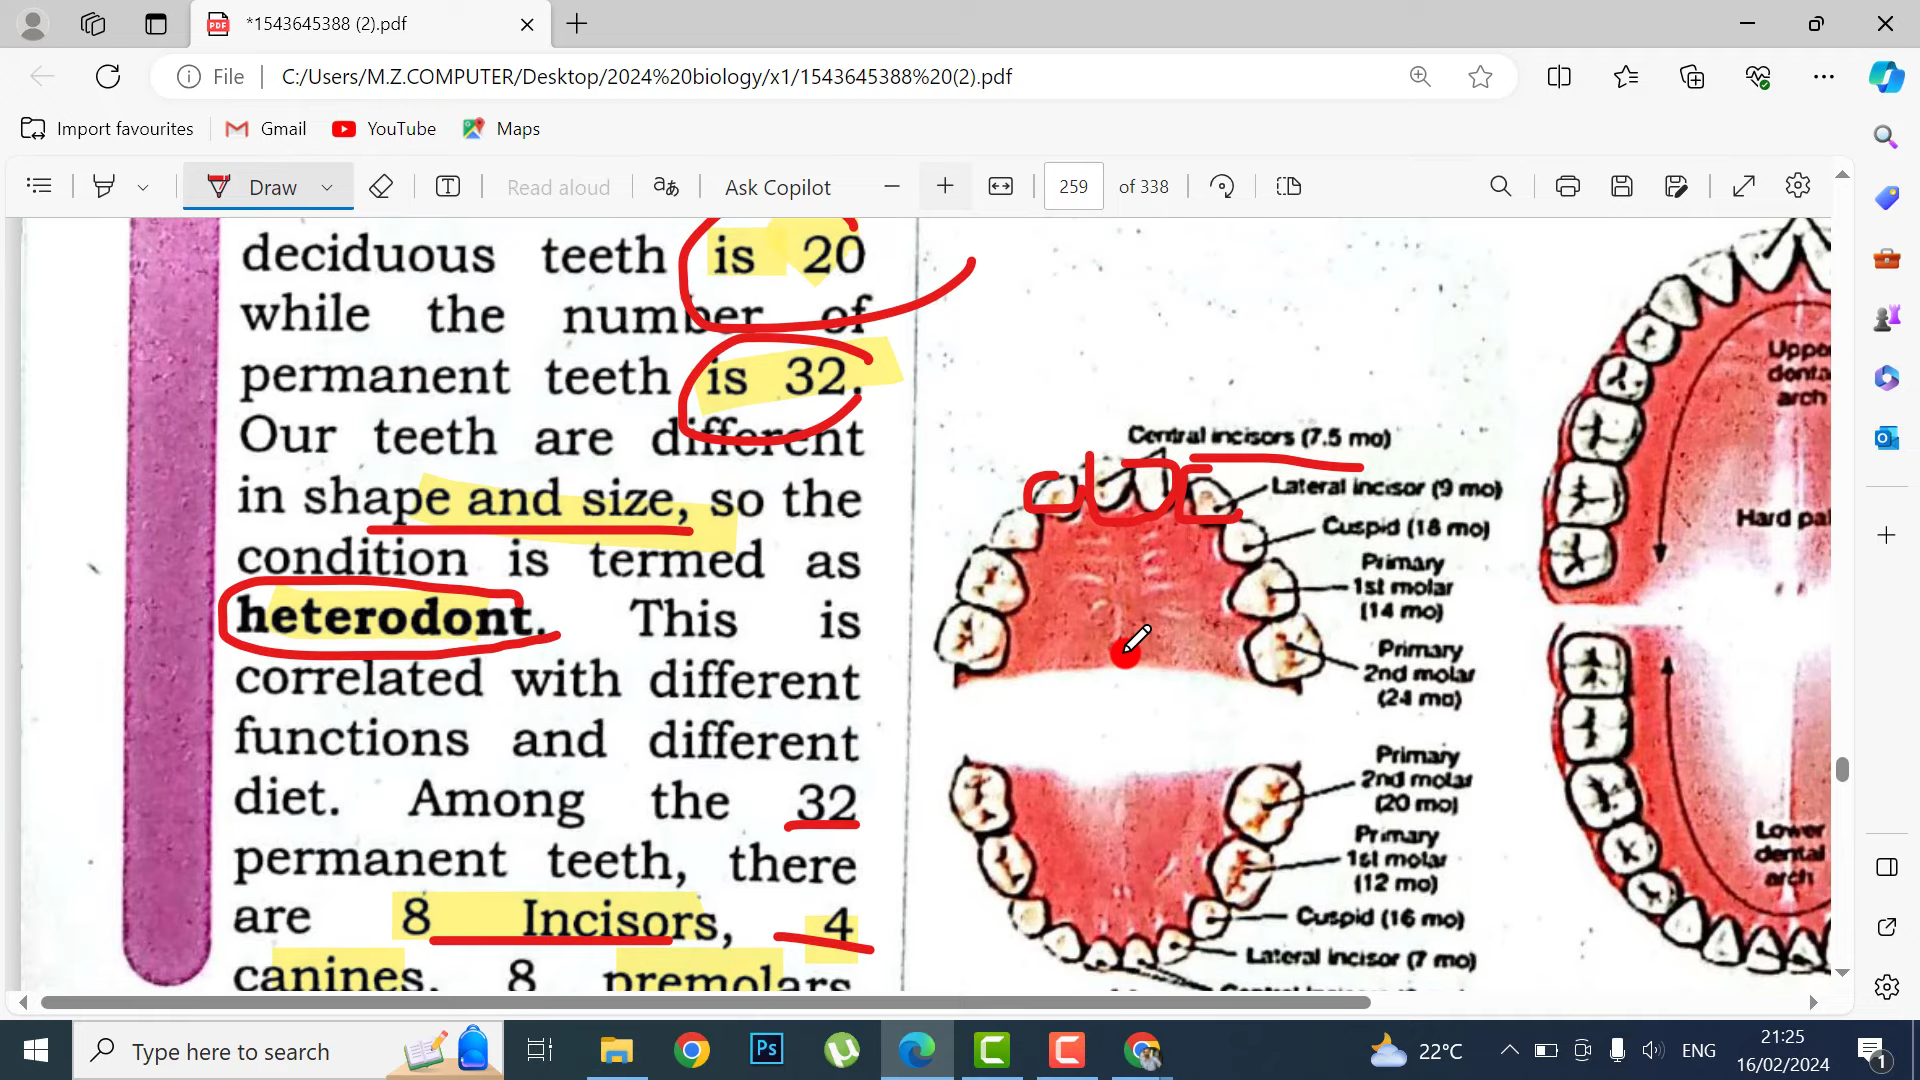 *1543645388 (2).pdf
File
C:/Users/M.Z.COMPUTER/Desktop/2024%20biology/x1/1543645388%20(2).pdf
Import favourites
Gmail
YouTube
Maps
Draw
Read aloud
Ask Copilot
259
of 338
deciduous teeth is 20
while the number of
permanent teeth is 32.
Our teeth are different
in shape and size, so the
condition is termed as
heterodont. This is
correlated with different
functions and different
diet. Among the 32
permanent teeth, there
are 8 Incisors, 4
canines, 8 premolars
Central incisors (7.5 mo)
Lateral incisor (9 mo)
Cuspid (18 mo)
Primary
1st molar
(14 mo)
Primary
2nd molar
(24 mo)
Primary
2nd molar
(20 mo)
Primary
1st molar
(12 mo)
Cuspid (16 mo)
Lateral incisor (7 mo)
Uppe
denta
arch
Hard pal
Lower
dental
arch
Type here to search
Ps
22°C
ENG
21:25
16/02/2024
1